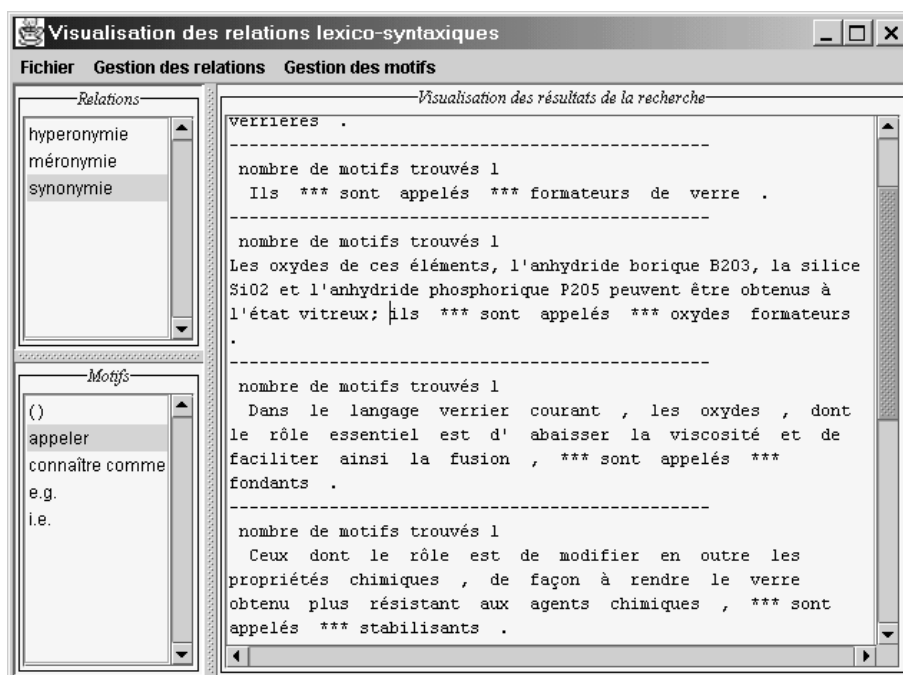 Visualisation des relations lexico-syntaxiques
Fichier Gestion des relations Gestion des motifs
Relations
hyperonymie
méronymie
synonymie
Motifs
()
appeler
connaître comme
e.g.
i.e.
Visualisation des résultats de la recherche
verrières .
------------------------------------------------
nombre de motifs trouvés 1
Ils *** sont appelés *** formateurs de verre .
------------------------------------------------
nombre de motifs trouvés 1
Les oxydes de ces éléments, l'anhydride borique B2O3, la silice
SiO2 et l'anhydride phosphorique P2O5 peuvent être obtenus à
l'état vitreux; ils *** sont appelés *** oxydes formateurs
.
------------------------------------------------
nombre de motifs trouvés 1
Dans le langage verrier courant , les oxydes , dont
le rôle essentiel est d' abaisser la viscosité et de
faciliter ainsi la fusion , *** sont appelés ***
fondants .
------------------------------------------------
nombre de motifs trouvés 1
Ceux dont le rôle est de modifier en outre les
propriétés chimiques , de façon à rendre le verre
obtenu plus résistant aux agents chimiques , *** sont
appelés *** stabilisants .